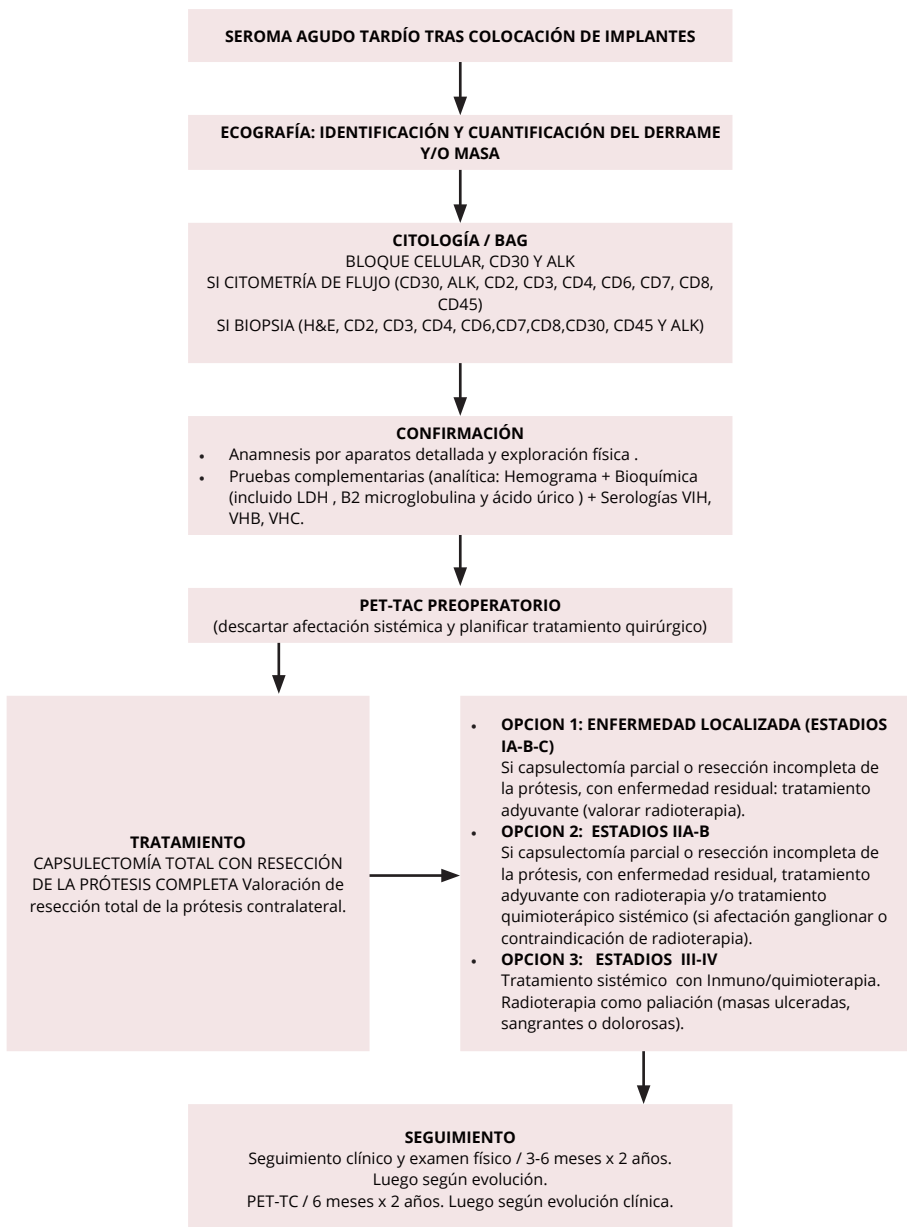 SEROMA AGUDO TARDÍO TRAS COLOCACIÓN DE IMPLANTES
ECOGRAFÍA: IDENTIFICACIÓN Y CUANTIFICACIÓN DEL DERRAME
Y/O MASA
CITOLOGÍA / BAG
BLOQUE CELULAR, CD30 Y ALK
SI CITOMETRÍA DE FLUJO (CD30, ALK, CD2, CD3, CD4, CD6, CD7, CD8,
CD45)
SI BIOPSIA (H&E, CD2, CD3, CD4, CD6,CD7,CD8,CD30, CD45 Y ALK)
CONFIRMACIÓN
• Anamnesis por aparatos detallada y exploración física .
• Pruebas complementarias (analítica: Hemograma + Bioquímica
(incluido LDH , B2 microglobulina y ácido úrico ) + Serologías VIH,
VHB, VHC.
PET-TAC PREOPERATORIO
(descartar afectación sistémica y planificar tratamiento quirúrgico)
TRATAMIENTO
CAPSULECTOMÍA TOTAL CON RESECCIÓN
DE LA PRÓTESIS COMPLETA Valoración de
resección total de la prótesis contralateral.
• OPCION 1: ENFERMEDAD LOCALIZADA (ESTADIOS
IA-B-C)
Si capsulectomía parcial o resección incompleta de
la prótesis, con enfermedad residual: tratamiento
adyuvante (valorar radioterapia).
• OPCION 2: ESTADIOS IIA-B
Si capsulectomía parcial o resección incompleta de
la prótesis, con enfermedad residual, tratamiento
adyuvante con radioterapia y/o tratamiento
quimioterápico sistémico (si afectación ganglionar o
contraindicación de radioterapia).
• OPCION 3: ESTADIOS III-IV
Tratamiento sistémico con Inmuno/quimioterapia.
Radioterapia como paliación (masas ulceradas,
sangrantes o dolorosas).
SEGUIMIENTO
Seguimiento clínico y examen físico / 3-6 meses x 2 años.
Luego según evolución.
PET-TC / 6 meses x 2 años. Luego según evolución clínica.